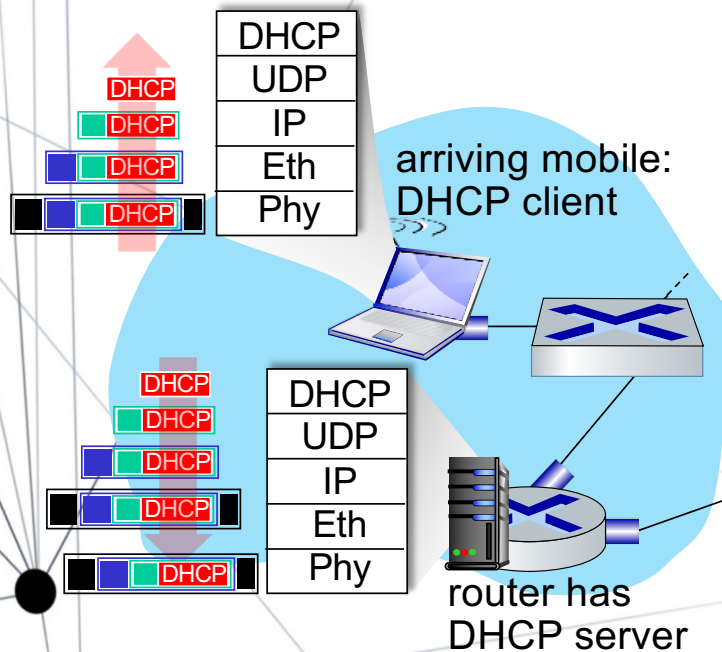 DHCP
UDP
IP
Eth
Phy
DHCP
DHCP
DHCP
DHCP
arriving mobile:
DHCP client
DHCP
UDP
IP
Eth
Phy
DHCP
DHCP
DHCP
DHCP
DHCP
router has
DHCP server